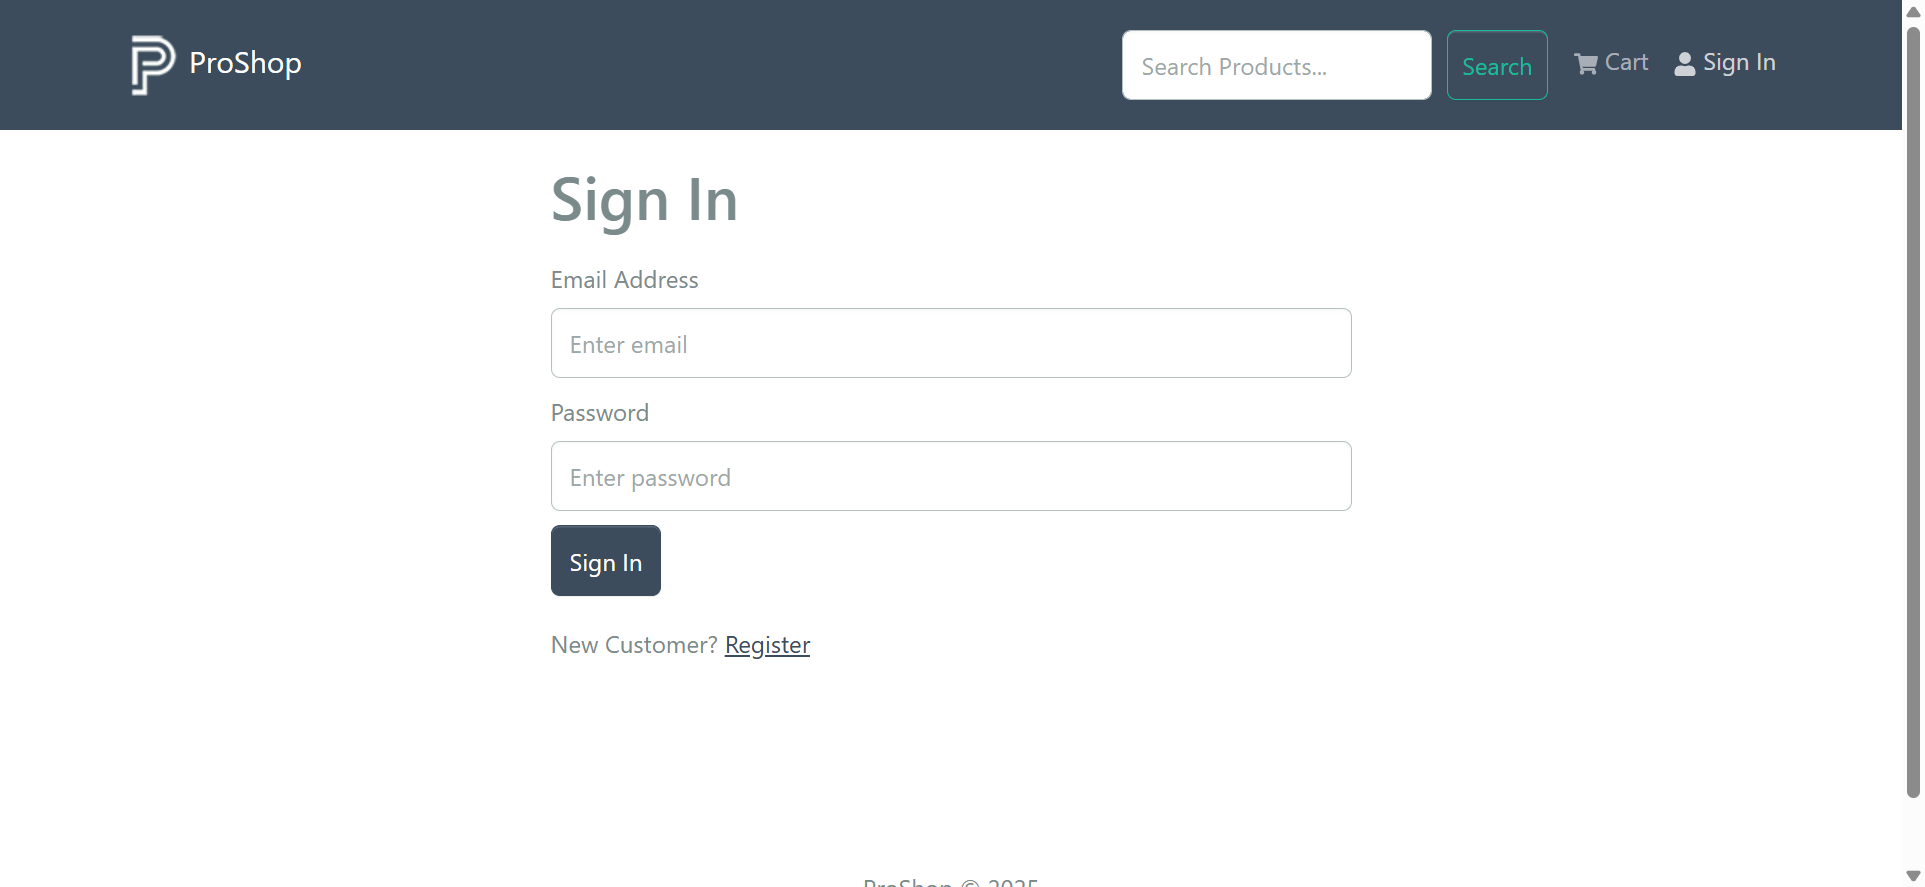 ProShop
Search Products...
Search
Cart
Sign In
Sign In
Email Address
Enter email
Password
Enter password
Sign In
New Customer? Register
ProShop © 2025